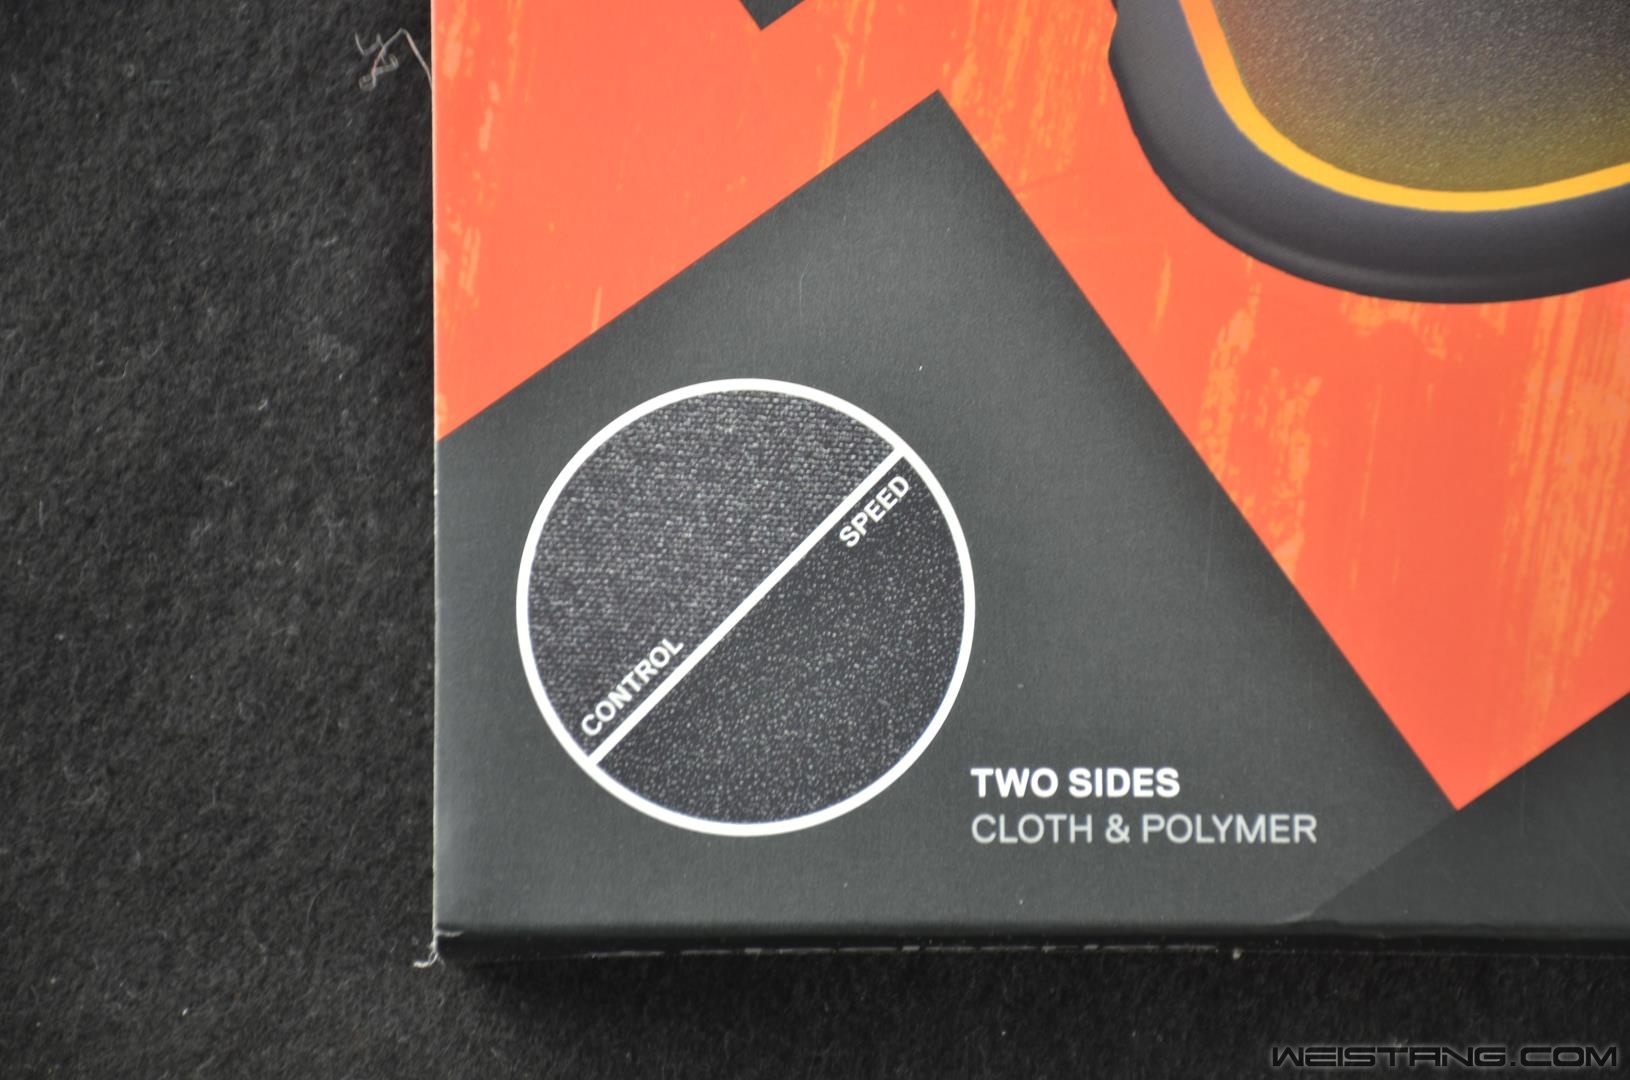 SPEED
CONTROL
TWO SIDES
CLOTH & POLYMER
WEISTANG.COM